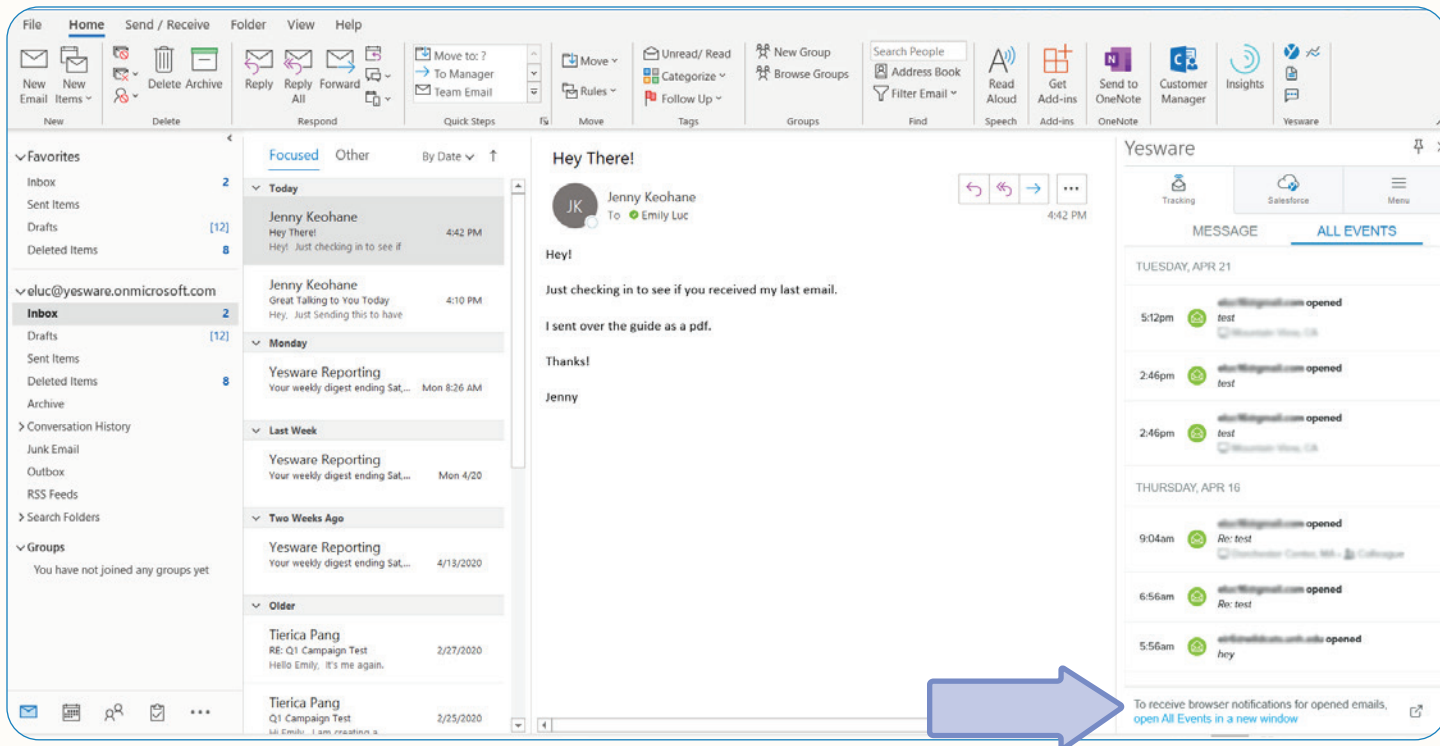 File Home Send / Receive Folder View Help
New Email
New Items
Delete
Archive
Reply
Reply All
Forward
Move to: ?
To Manager
Team Email
Move
Rules
Unread/ Read
Categorize
Follow Up
New Group
Browse Groups
Search People
Address Book
Filter Email
Read Aloud
Get Add-ins
Send to OneNote
Customer Manager
Insights
New
Delete
Respond
Quick Steps
Move
Tags
Groups
Find
Speech
Add-ins
OneNote
Yesware
Favorites
Inbox 2
Sent Items
Drafts [12]
Deleted Items 8
eluc@yesware.onmicrosoft.com
Inbox 2
Drafts [12]
Sent Items
Deleted Items 8
Archive
Conversation History
Junk Email
Outbox
RSS Feeds
Search Folders
Groups
You have not joined any groups yet
Focused Other By Date
Today
Jenny Keohane
Hey There! 4:42 PM
Hey! Just checking in to see if
Jenny Keohane
Great Talking to You Today 4:10 PM
Hey, Just Sending this to have
Monday
Yesware Reporting
Your weekly digest ending Sat,... Mon 8:26 AM
Last Week
Yesware Reporting
Your weekly digest ending Sat,... Mon 4/20
Two Weeks Ago
Yesware Reporting
Your weekly digest ending Sat,... 4/13/2020
Older
Tierica Pang
RE: Q1 Campaign Test 2/27/2020
Hello Emily, It's me again.
Tierica Pang
Q1 Campaign Test 2/25/2020
Hi Emily, I am creating a
Hey There!
JK
Jenny Keohane
To Emily Luc
4:42 PM
Hey!
Just checking in to see if you received my last email.
I sent over the guide as a pdf.
Thanks!
Jenny
Yesware
Tracking Salesforce Menu
MESSAGE ALL EVENTS
TUESDAY, APR 21
opened
5:12pm test
opened
2:46pm test
opened
2:46pm test
THURSDAY, APR 16
opened
9:04am Re: test
opened
6:56am Re: test
opened
5:56am hey
To receive browser notifications for opened emails,
open All Events in a new window